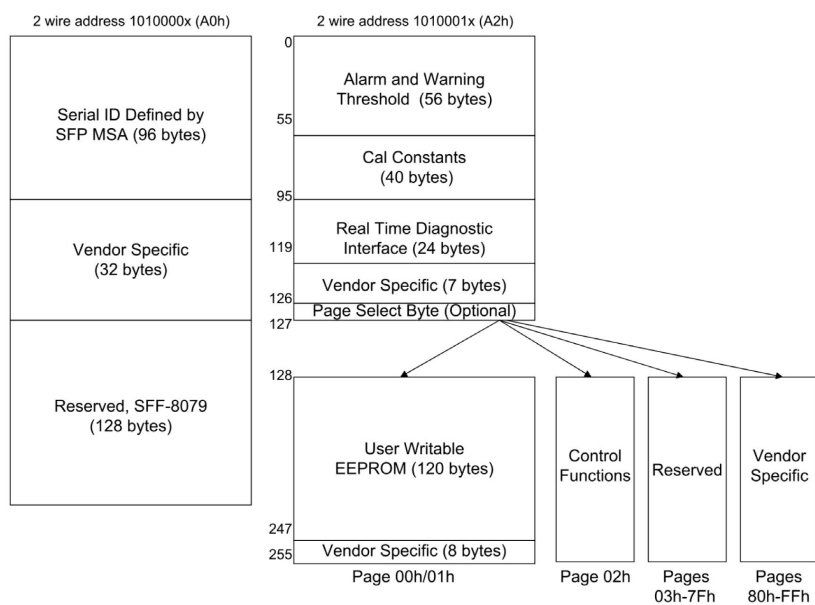 2 wire address 1010000x (A0h)
Serial ID Defined by
SFP MSA (96 bytes)
Vendor Specific
(32 bytes)
Reserved, SFF-8079
(128 bytes)
2 wire address 1010001x (A2h)
0
Alarm and Warning
Threshold (56 bytes)
55
Cal Constants
(40 bytes)
95
Real Time Diagnostic
Interface (24 bytes)
119
Vendor Specific (7 bytes)
126
Page Select Byte (Optional)
127
128
User Writable
EEPROM (120 bytes)
247
Vendor Specific (8 bytes)
255
Page 00h/01h
Control
Functions
Page 02h
Reserved
Pages
03h-7Fh
Vendor
Specific
Pages
80h-FFh